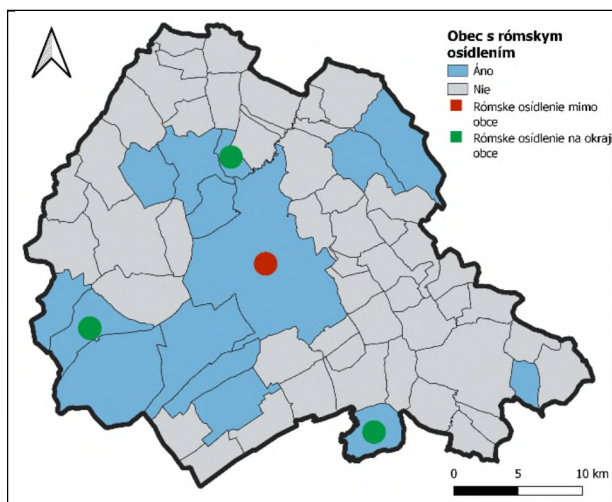 Obec s rómskym
osídlením
Áno
Nie
Rómske osídlenie mimo
obce
Rómske osídlenie na okraji
obce
0 5 10 km